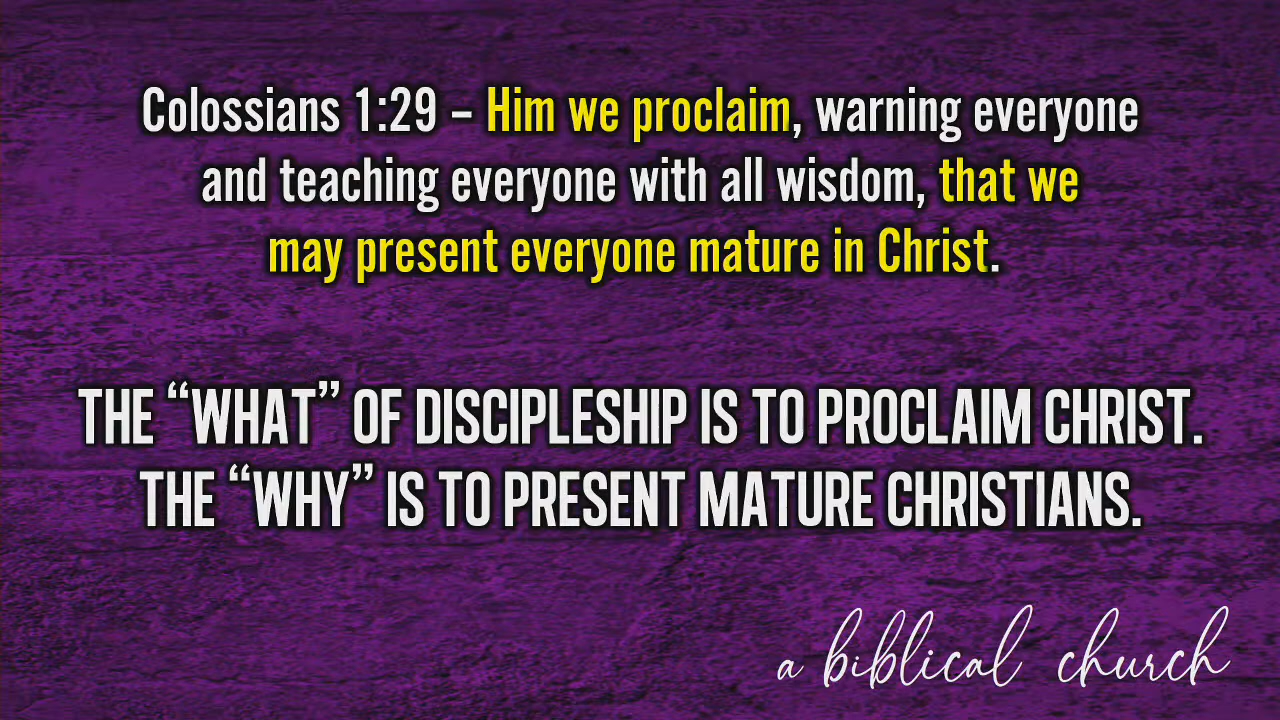 Colossians 1:29 – Him we proclaim, warning everyone
and teaching everyone with all wisdom, that we
may present everyone mature in Christ.
THE “WHAT” OF DISCIPLESHIP IS TO PROCLAIM CHRIST.
THE “WHY” IS TO PRESENT MATURE CHRISTIANS.
a biblical church